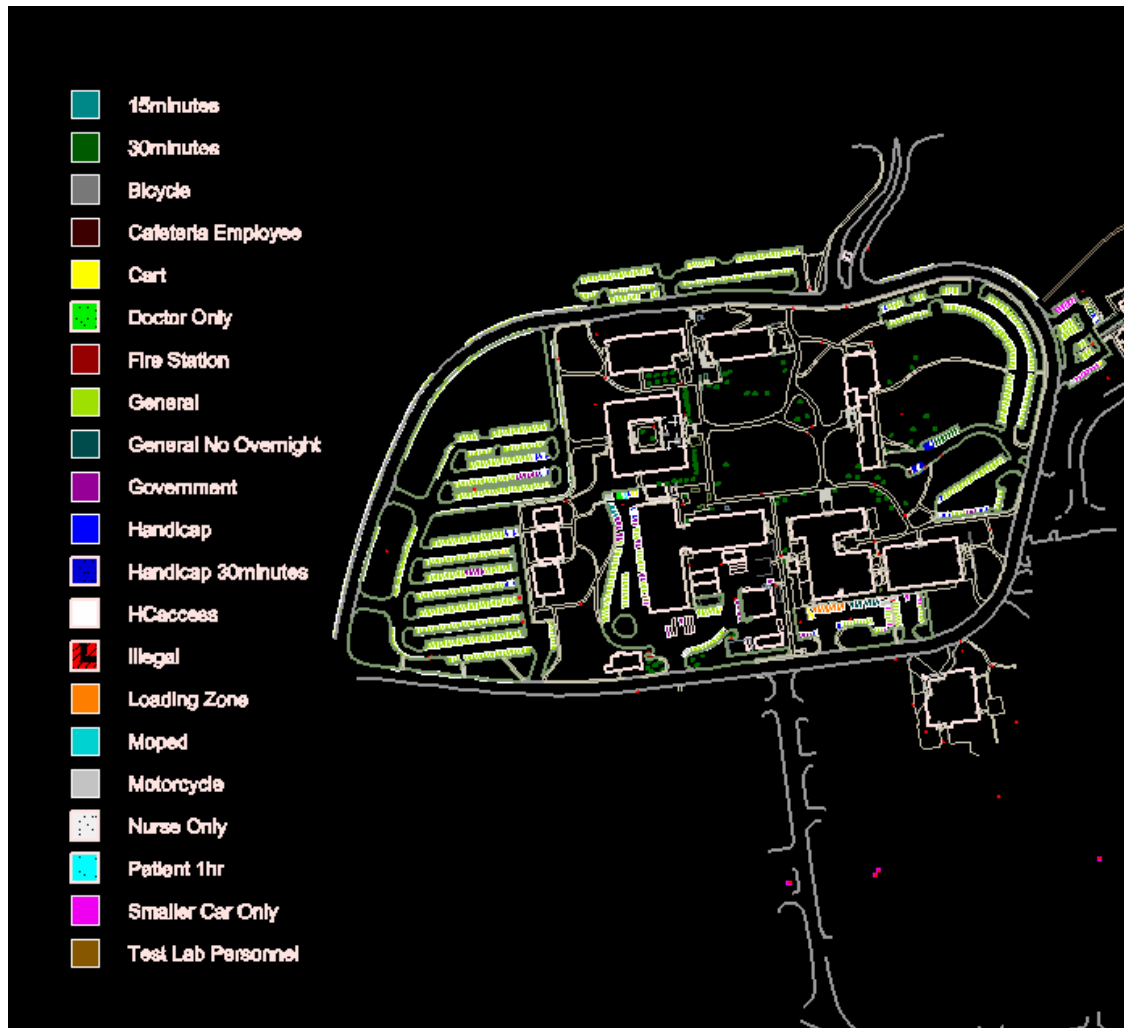 15minutes
30minutes
Bicycle
Cafeteria Employee
Cart
Doctor Only
Fire Station
General
General No Overnight
Government
Handicap
Handicap 30minutes
HCaccess
Illegal
Loading Zone
Moped
Motorcycle
Nurse Only
Patient 1hr
Smaller Car Only
Test Lab Personnel